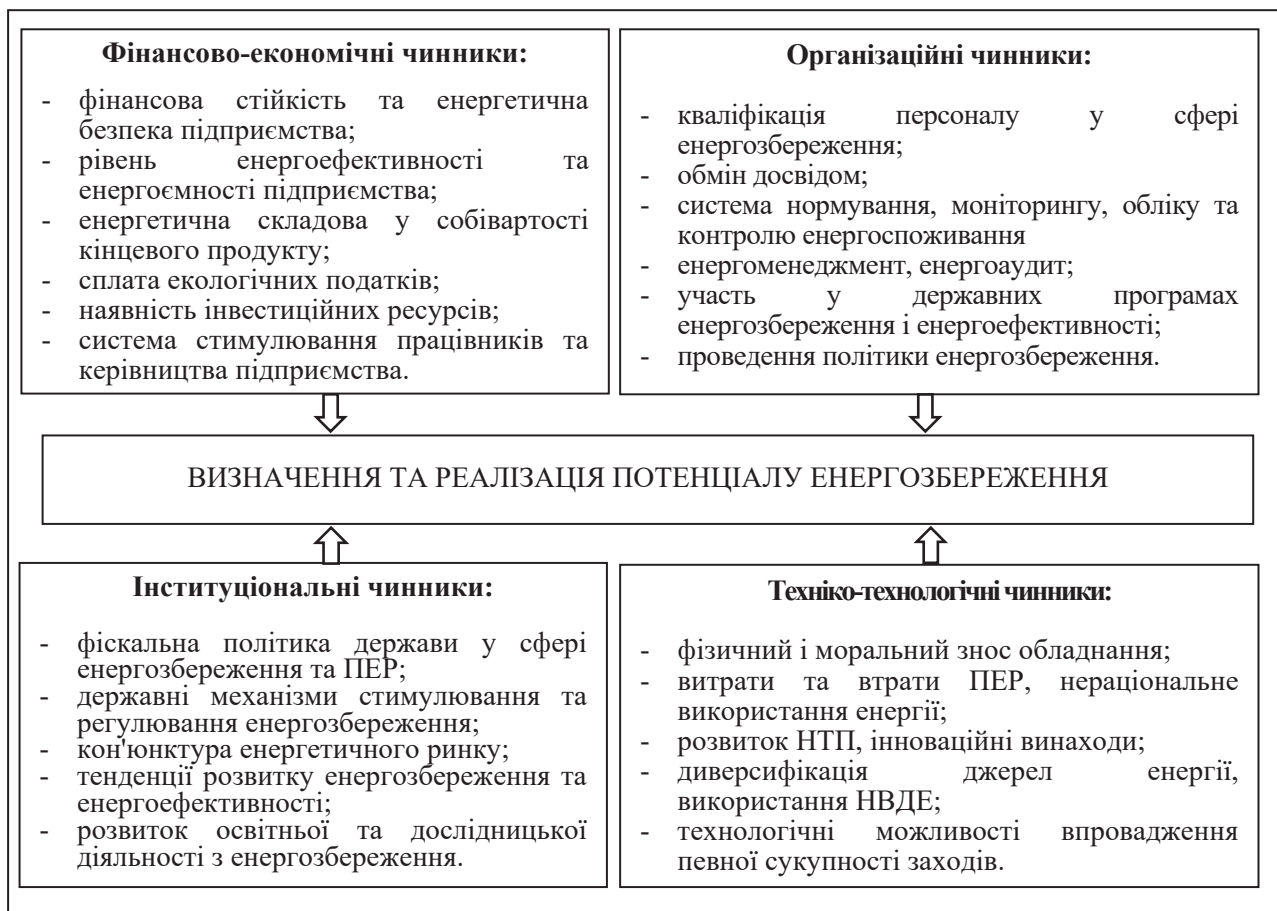 Фінансово-економічні чинники:
- фінансова стійкість та енергетична
безпека підприємства;
- рівень енергоефективності та
енергоємності підприємства;
- енергетична складова у собівартості
кінцевого продукту;
- сплата екологічних податків;
- наявність інвестиційних ресурсів;
- система стимулювання працівників та
керівництва підприємства.
Організаційні чинники:
- кваліфікація персоналу у сфері
енергозбереження;
- обмін досвідом;
- система нормування, моніторингу, обліку та
контролю енергоспоживання
- енергоменеджмент, енергоаудит;
- участь у державних програмах
енергозбереження і енергоефективності;
- проведення політики енергозбереження.
ВИЗНАЧЕННЯ ТА РЕАЛІЗАЦІЯ ПОТЕНЦІАЛУ ЕНЕРГОЗБЕРЕЖЕННЯ
Інституціональні чинники:
- фіскальна політика держави у сфері
енергозбереження та ПЕР;
- державні механізми стимулювання та
регулювання енергозбереження;
- кон'юнктура енергетичного ринку;
- тенденції розвитку енергозбереження та
енергоефективності;
- розвиток освітньої та дослідницької
діяльності з енергозбереження.
Техніко-технологічні чинники:
- фізичний і моральний знос обладнання;
- витрати та втрати ПЕР, нераціональне
використання енергії;
- розвиток НТП, інноваційні винаходи;
- диверсифікація джерел енергії,
використання НВДЕ;
- технологічні можливості впровадження
певної сукупності заходів.